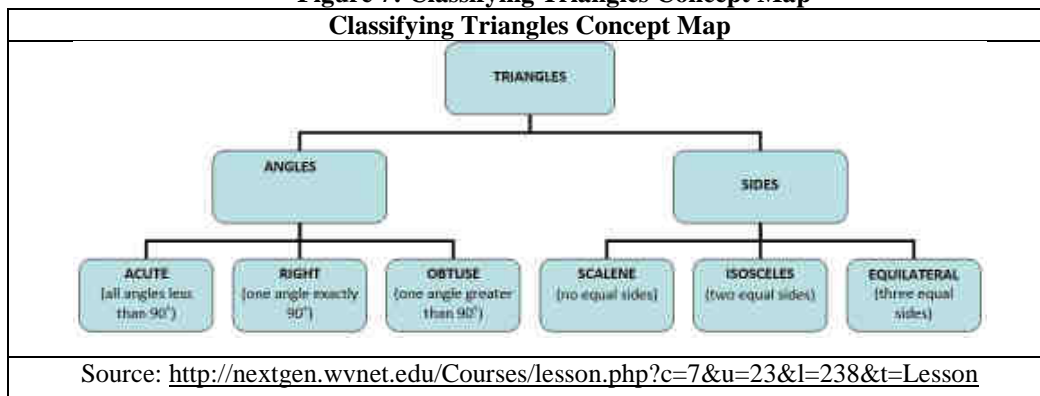 Figure 7. Classifying Triangles Concept Map
Classifying Triangles Concept Map
TRIANGLES
ANGLES
SIDES
ACUTE
(all angles less
than 90°)
RIGHT
(one angle exactly
90°)
OBTUSE
(one angle greater
than 90°)
SCALENE
(no equal sides)
ISOSCELES
(two equal sides)
EQUILATERAL
(three equal
sides)
Source: http://nextgen.wvnet.edu/Courses/lesson.php?c=7&u=23&l=238&t=Lesson